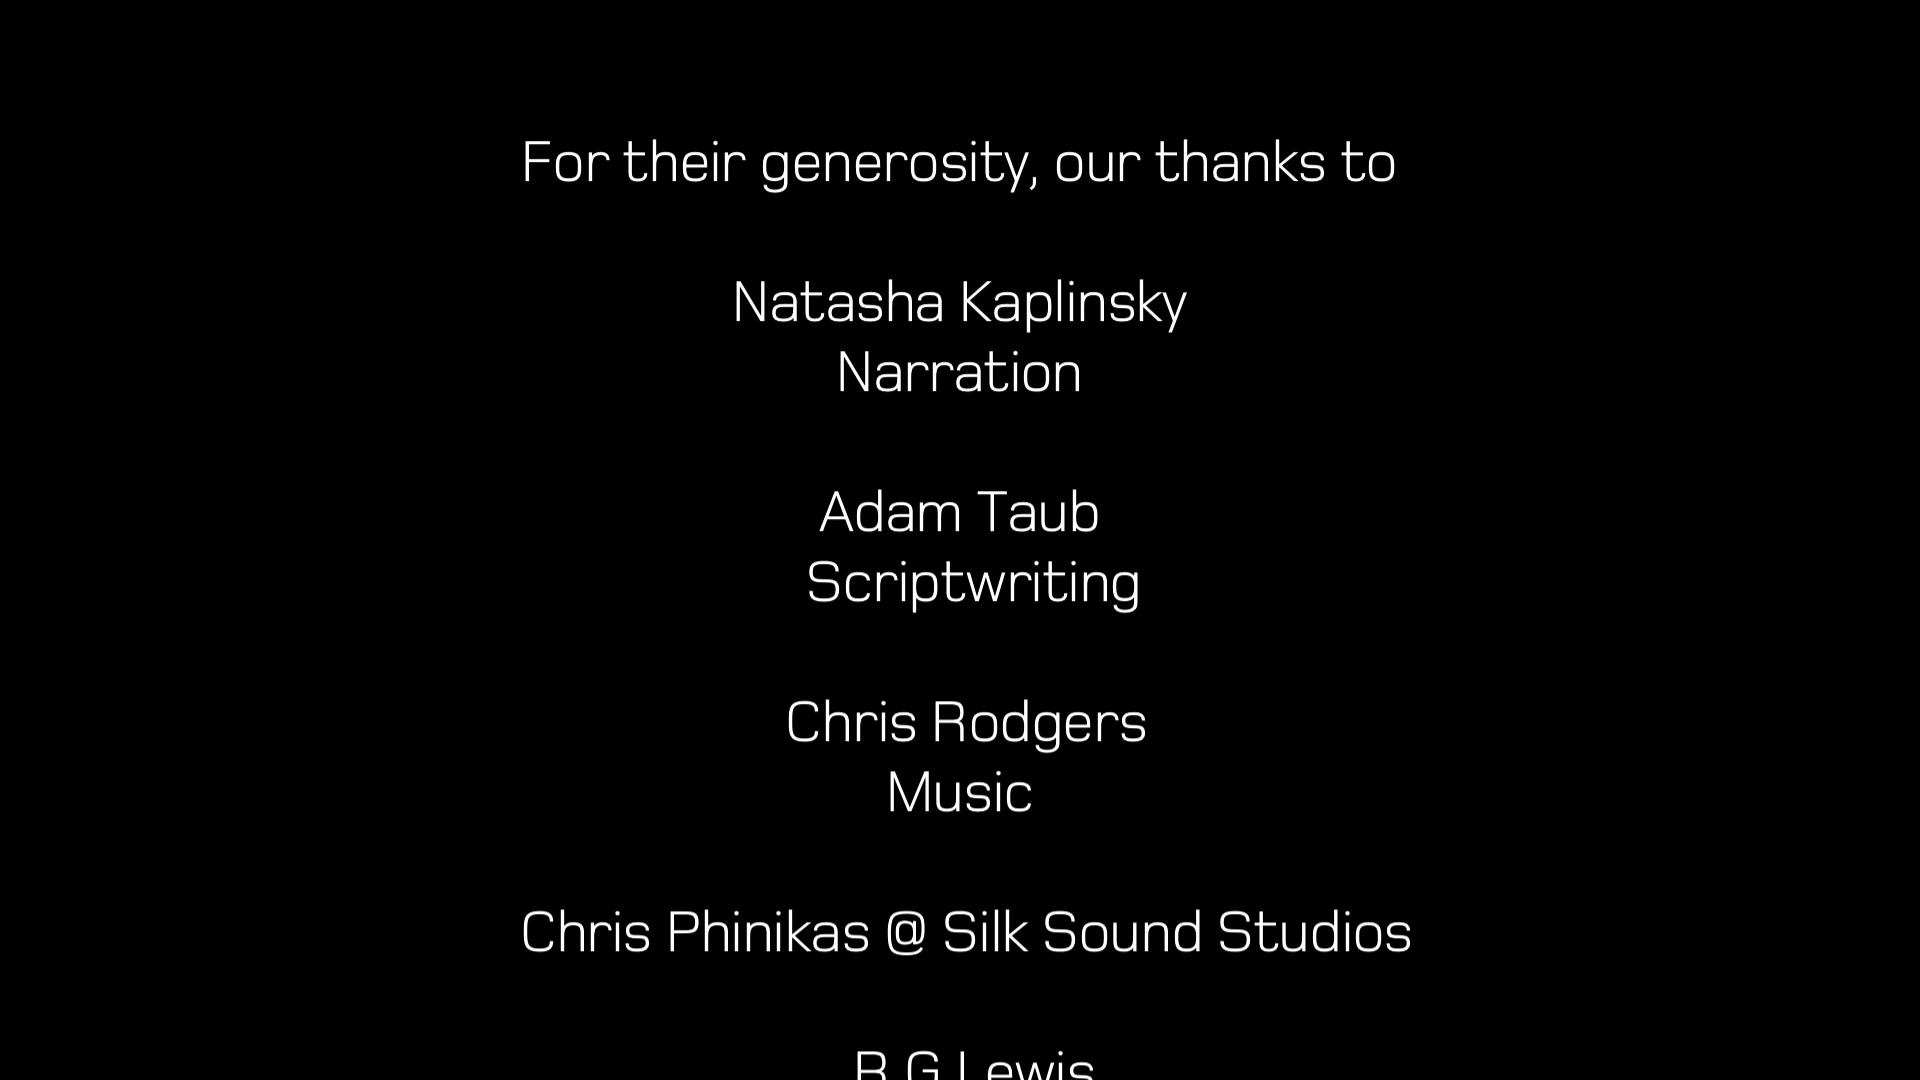 For their generosity, our thanks to
Natasha Kaplinsky
Narration
Adam Taub
Scriptwriting
Chris Rodgers
Music
Chris Phinikas @ Silk Sound Studios
R G Lewis